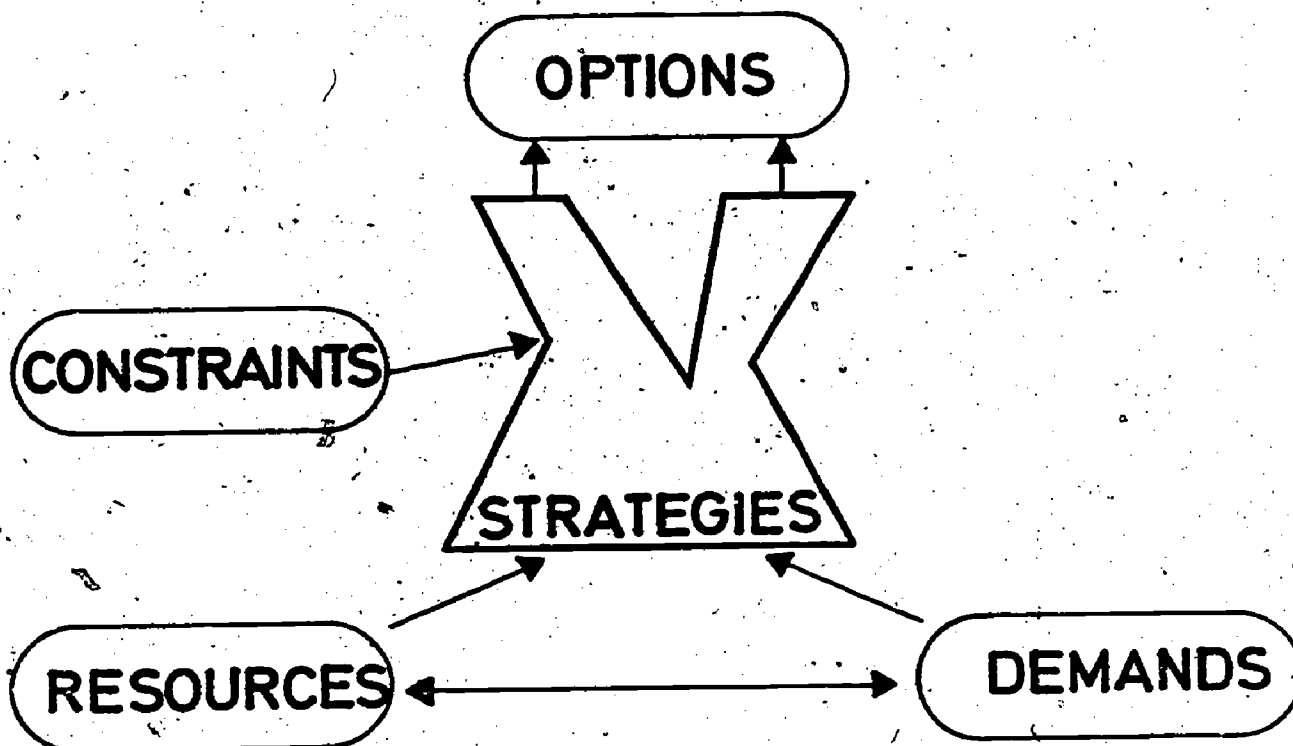 OPTIONS
CONSTRAINTS
STRATEGIES
RESOURCES
DEMANDS